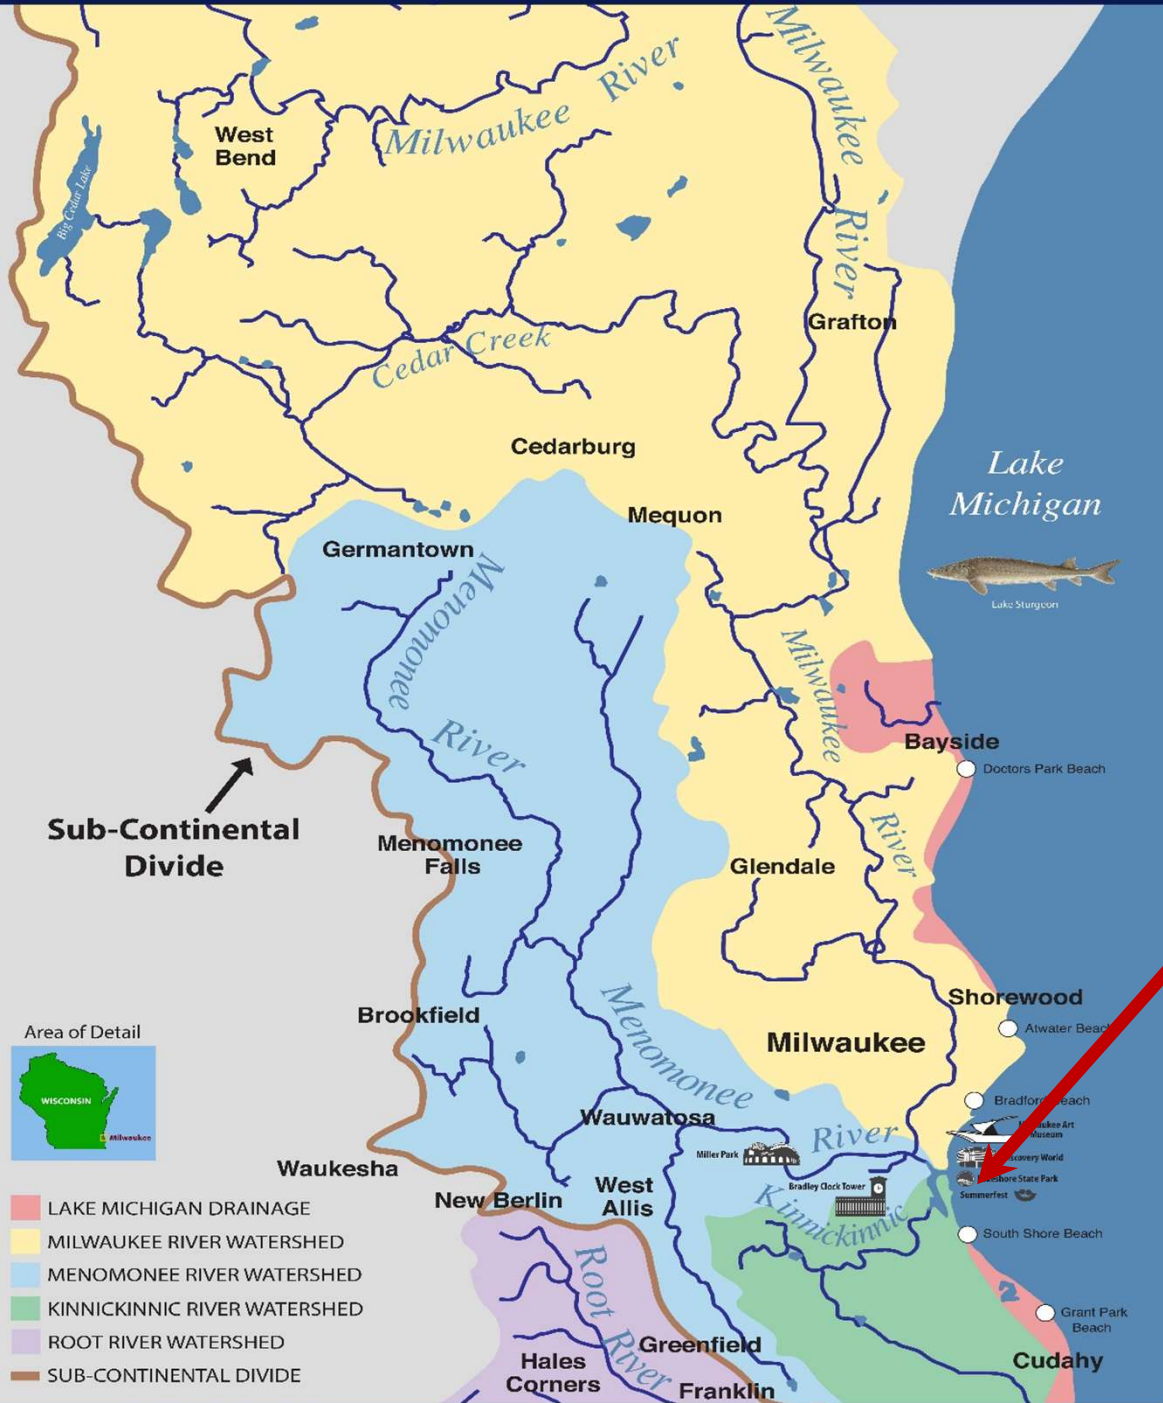 Milwaukee River
Milwaukee
River
West
Bend
Big Cedar Lake
Grafton
Cedar Creek
Cedarburg
Lake
Michigan
Mequon
Germantown
Menomonee
River
Lake Sturgeon
Milwaukee
River
Bayside
Doctors Park Beach
Sub-Continental
Divide
Menomonee
Falls
Glendale
Shorewood
Brookfield
Menomonee
River
Milwaukee
Atwater Beach
Area of Detail
WISCONSIN
Milwaukee
Bradford Beach
Wauwatosa
Museum
Miller Park
Waukesha
New Berlin
West
Allis
Bradley Clock Tower
State Park
Summerfest
Kinnickinnic
South Shore Beach
Root
River
Grant Park
Beach
Greenfield
Hales
Corners
Franklin
Cudahy
LAKE MICHIGAN DRAINAGE
MILWAUKEE RIVER WATERSHED
MENOMONEE RIVER WATERSHED
KINNICKINNIC RIVER WATERSHED
ROOT RIVER WATERSHED
SUB-CONTINENTAL DIVIDE